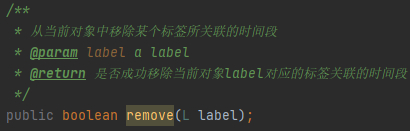 /**
 * 从当前对象中移除某个标签所关联的时间段
 * @param label a label
 * @return 是否成功移除当前对象label对应的标签关联的时间段
 */
public boolean remove(L label);